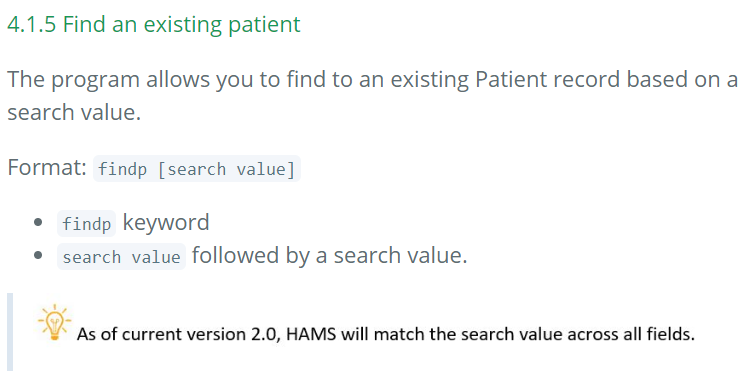 4.1.5 Find an existing patient
The program allows you to find to an existing Patient record based on a
search value.
Format: findp [search value]
• findp keyword
• search value followed by a search value.
As of current version 2.0, HAMS will match the search value across all fields.